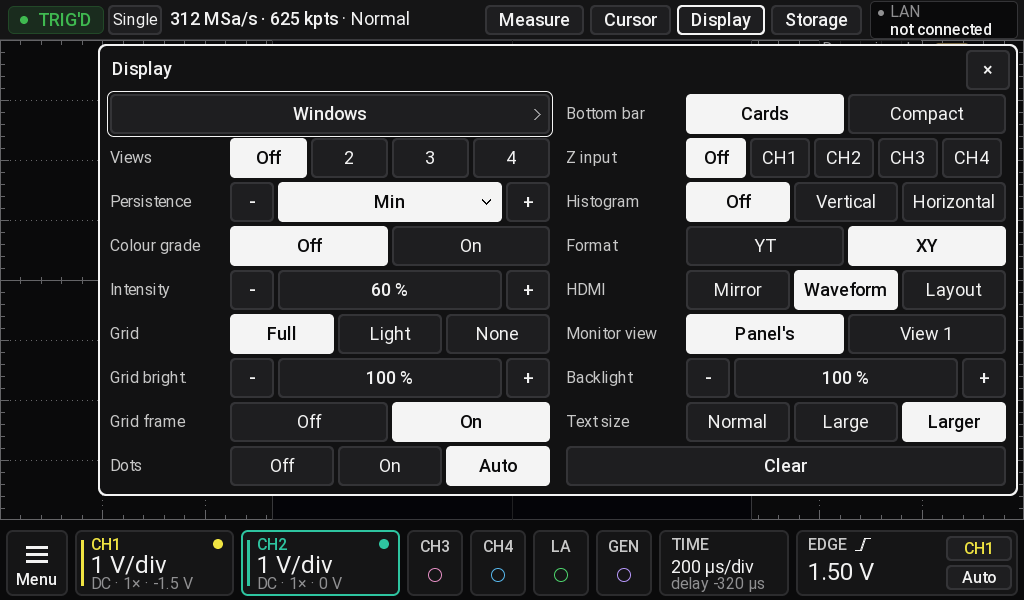 TRIG'D Single 312 MSa/s · 625 kpts · Normal Measure Cursor Display Storage LAN
not connected
Display ×
Windows
Bottom bar Cards Compact
Views Off 2 3 4
Z input Off CH1 CH2 CH3 CH4
Persistence - Min +
Histogram Off Vertical Horizontal
Colour grade Off On
Format YT XY
Intensity - 60 % +
HDMI Mirror Waveform Layout
Grid Full Light None
Monitor view Panel's View 1
Grid bright - 100 % +
Backlight - 100 % +
Grid frame Off On
Text size Normal Large Larger
Dots Off On Auto
Clear
Menu
CH1
1 V/div
DC · 1× · -1.5 V
CH2
1 V/div
DC · 1× · 0 V
CH3
CH4
LA
GEN
TIME
200 µs/div
delay -320 µs
EDGE
1.50 V
CH1
Auto